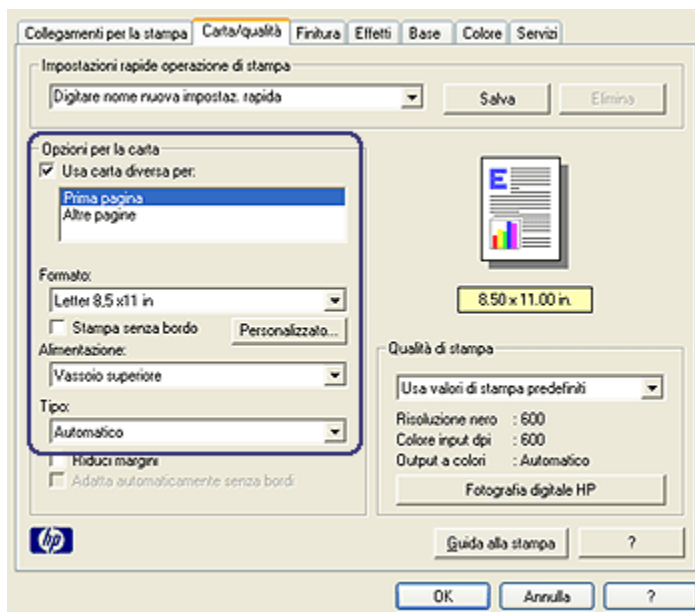 Collegamenti per la stampa Carta/qualità Finitura Effetti Base Colore Servizi
Impostazioni rapide operazione di stampa
Digitare nome nuova impostaz. rapida
Salva
Elimina
Opzioni per la carta
Usa carta diversa per:
Prima pagina
Altre pagine
Formato:
Letter 8,5 x11 in
Stampa senza bordo
Personalizzato...
Alimentazione:
Vassoio superiore
Tipo:
Automatico
Riduci margini
Adatta automaticamente senza bordi
E
8.50 x 11.00 in.
Qualità di stampa
Usa valori di stampa predefiniti
Risoluzione nero : 600
Colore input dpi : 600
Output a colori : Automatico
Fotografia digitale HP
hp
Guida alla stampa
?
OK
Annulla
?